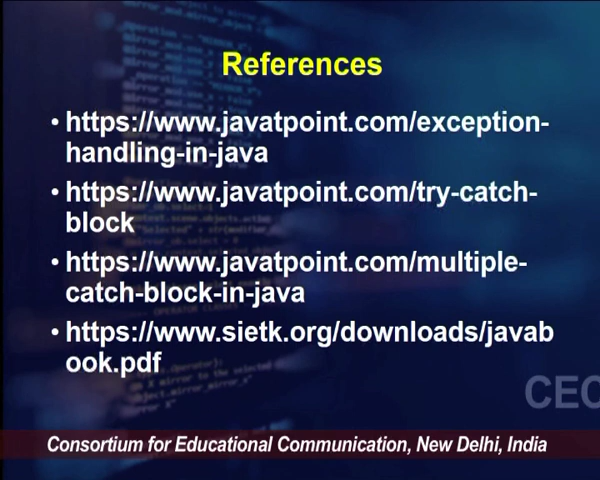 References
• https://www.javatpoint.com/exception-
handling-in-java
• https://www.javatpoint.com/try-catch-
block
• https://www.javatpoint.com/multiple-
catch-block-in-java
• https://www.sietk.org/downloads/javab
ook.pdf
CEC
Consortium for Educational Communication, New Delhi, India